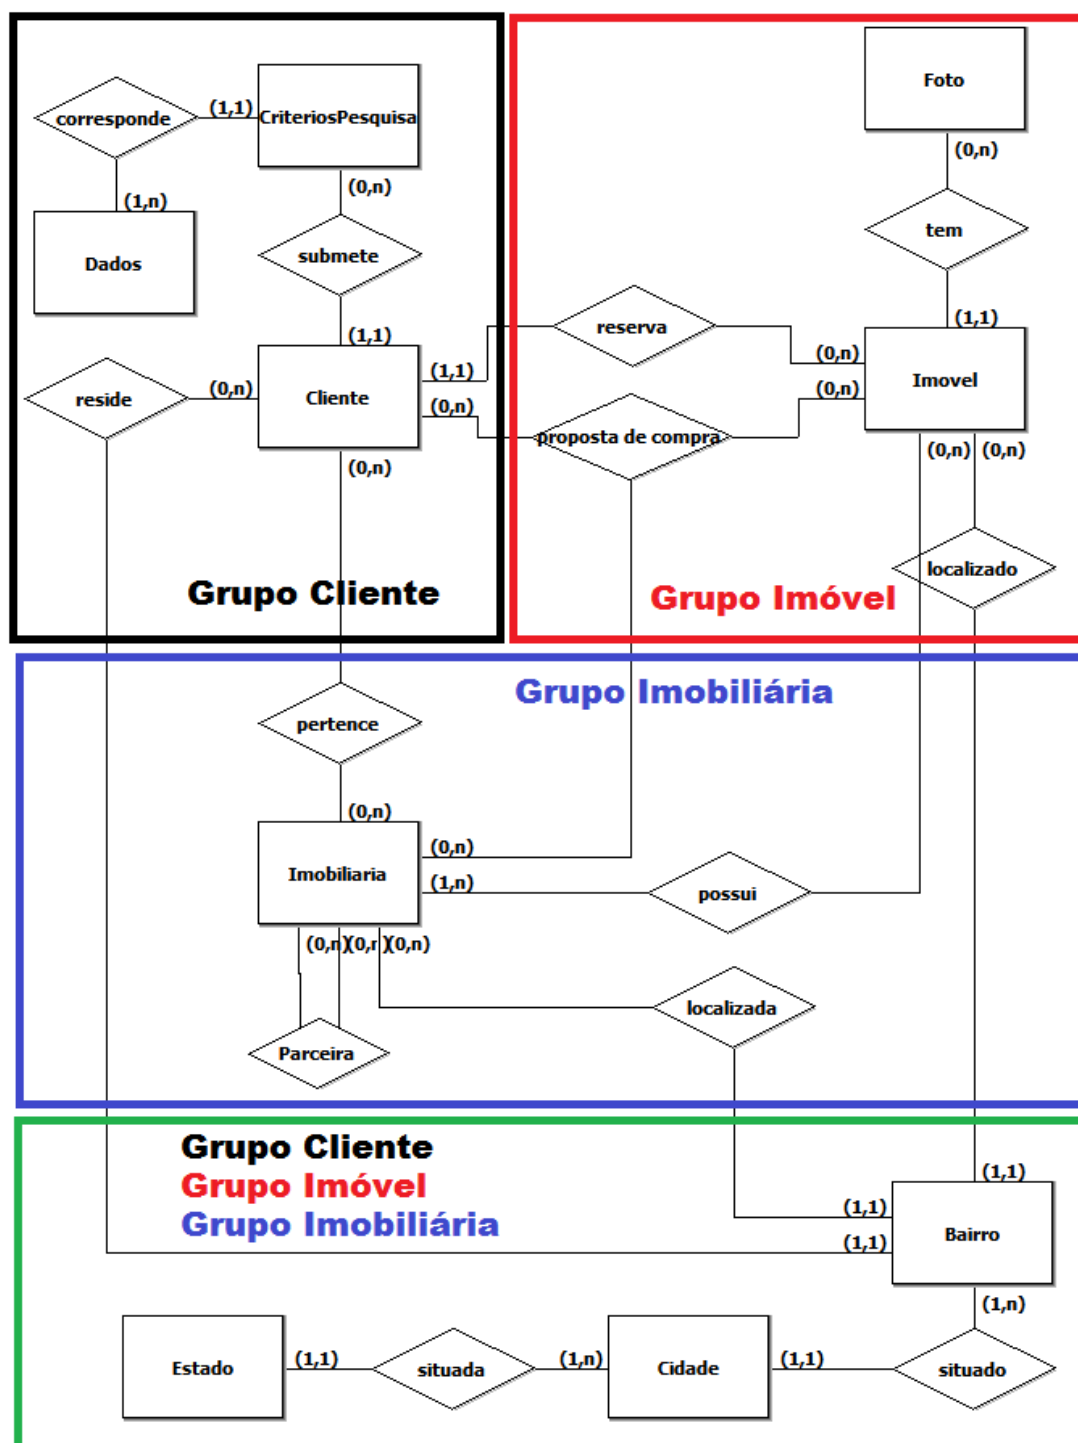 Foto
corresponde
(1,1)
CriteriosPesquisa
(0,n)
(0,n)
(1,n)
tem
Dados
submete
(1,1)
(1,1)
reserva
reside
(0,n)
Cliente
(1,1)
(0,n)
Imovel
(0,n)
(0,n)
proposta de compra
(0,n)
(0,n)
(0,n)
localizado
Grupo Cliente
Grupo Imóvel
Grupo Imobiliária
pertence
(0,n)
(0,n)
Imobiliaria
(1,n)
possui
(0,n)(0,n)(0,n)
localizada
Parceira
Grupo Cliente
Grupo Imóvel
Grupo Imobiliária
(1,1)
(1,1)
(1,1)
Bairro
(1,n)
Estado
(1,1)
situada
(1,n)
Cidade
(1,1)
situado